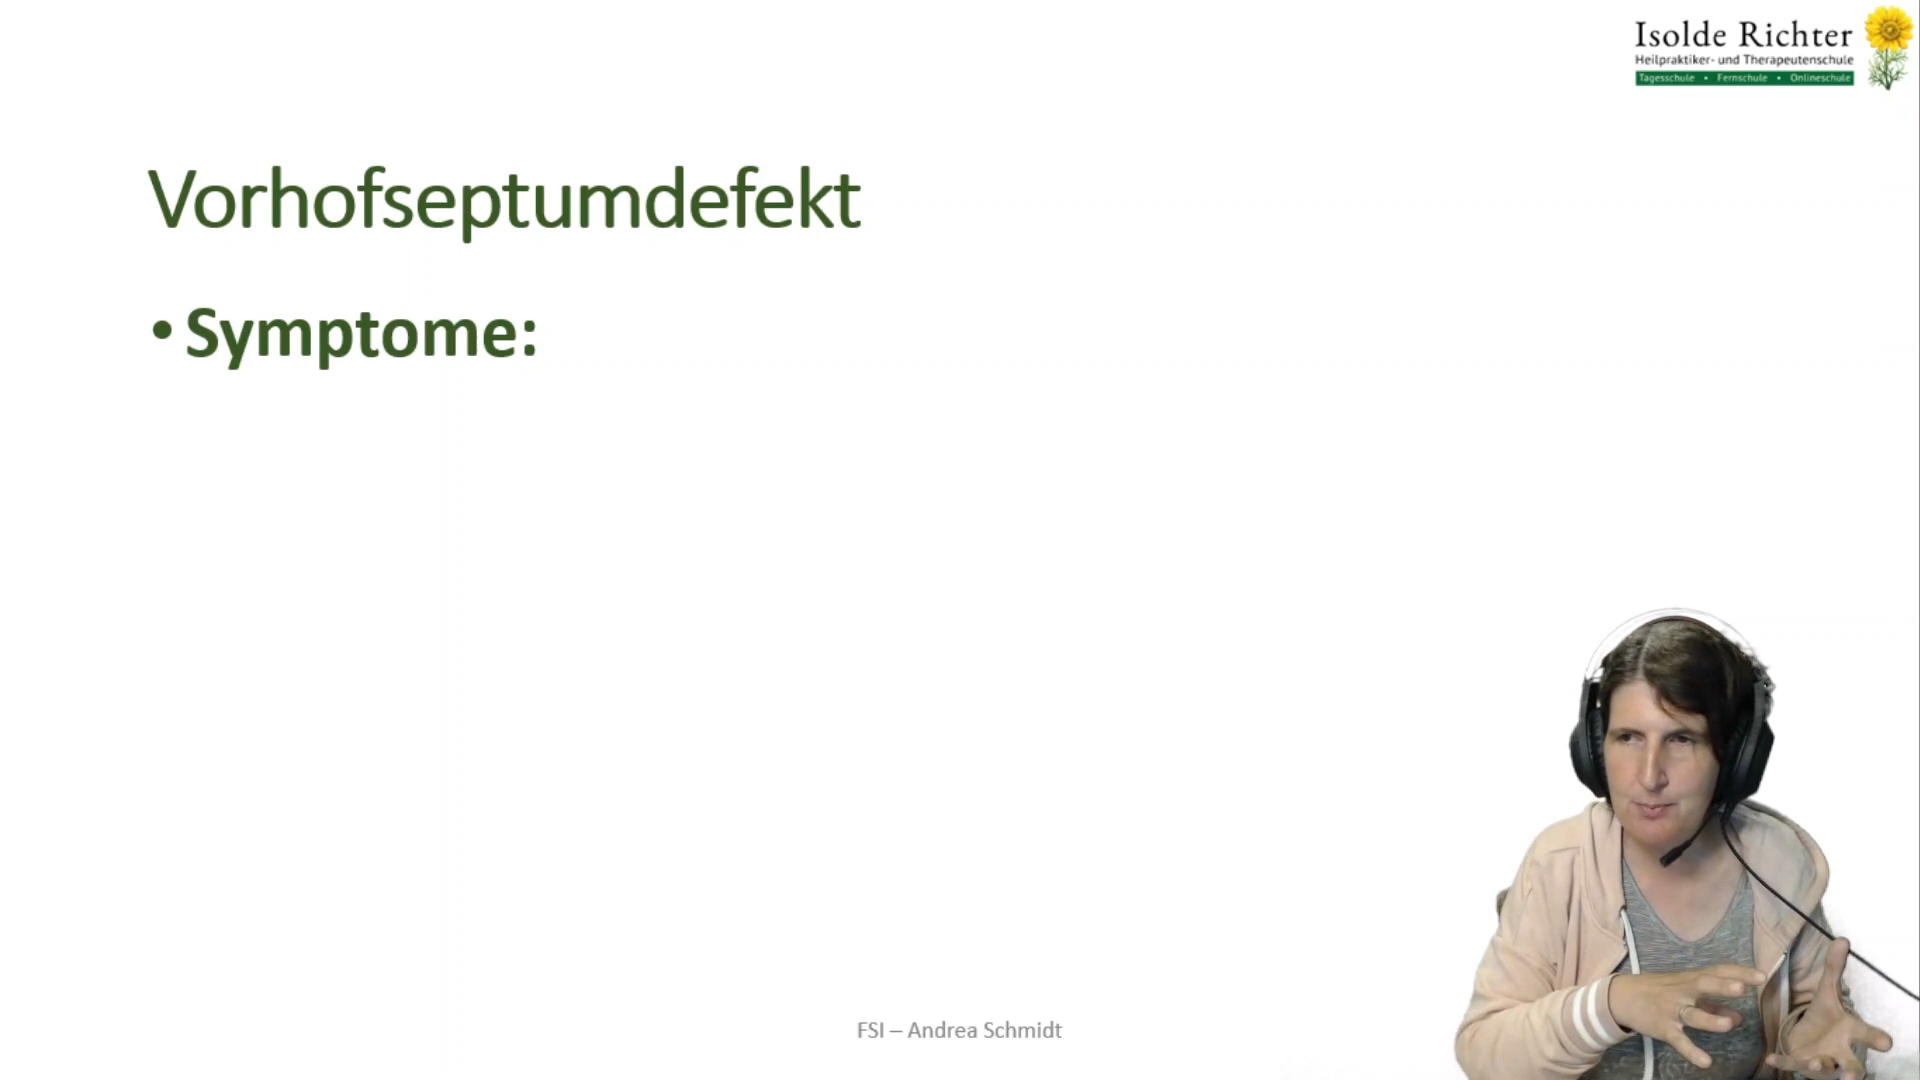 Isolde Richter
Heilpraktiker- und Therapeutenschule
Tagesschule • Fernschule • Onlineschule
Vorhofseptumdefekt
• Symptome:
FSI – Andrea Schmidt